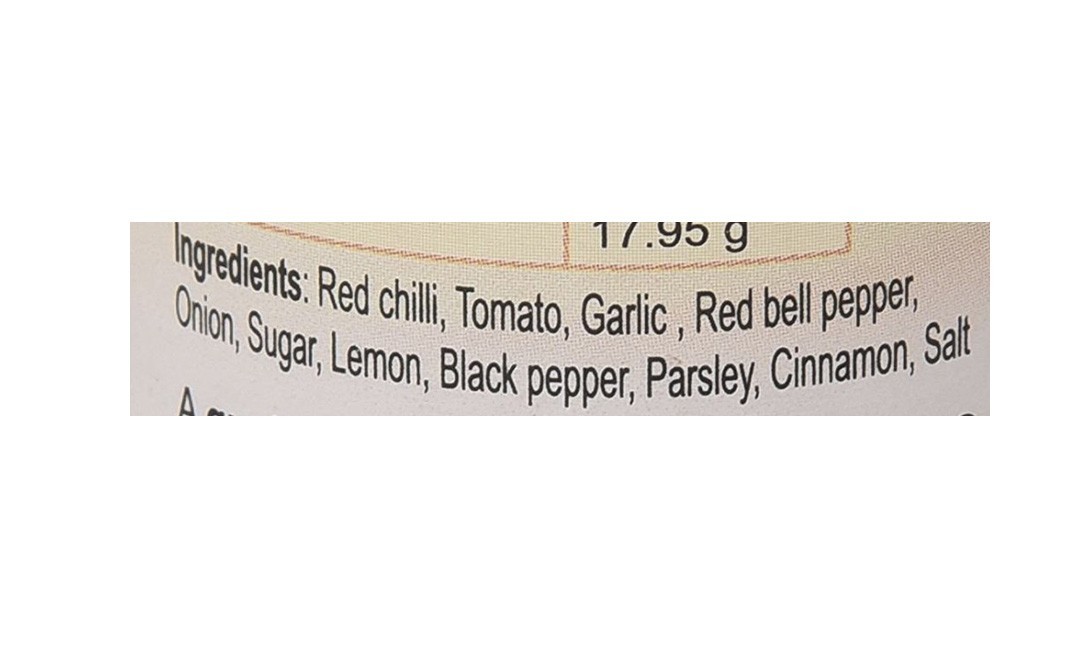 17.95 g
Ingredients: Red chilli, Tomato, Garlic , Red bell pepper,
Onion, Sugar, Lemon, Black pepper, Parsley, Cinnamon, Salt